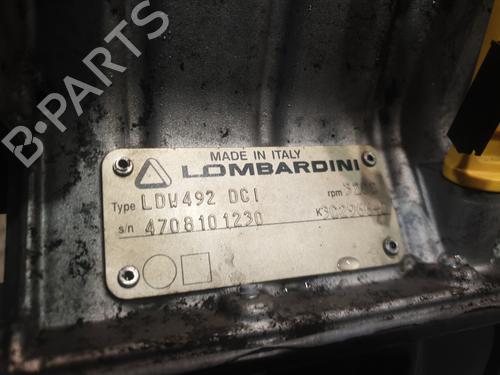 B-PARTS
MADE IN ITALY
LOMBARDINI
Type LDW492 DCI rpm
s/n 4708101230